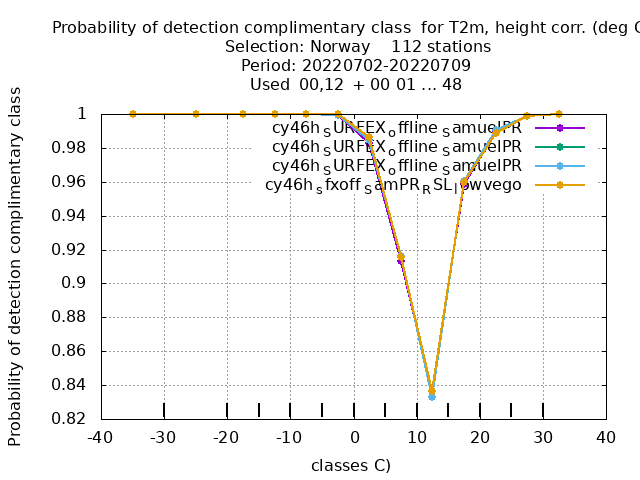 Probability of detection complimentary class for T2m, height corr. (deg C
Selection: Norway 112 stations
Period: 20220702-20220709
Used 00,12 + 00 01 ... 48
Probability of detection complimentary class
1
0.98
0.96
0.94
0.92
0.9
0.88
0.86
0.84
0.82
cy46h_SURFEX_offline_SamuelPR
cy46h_SURFEX_offline_SamuelPR
cy46h_SURFEX_offline_SamuelPR
cy46h_sfxoff_SamPR_RSL_lowvego
-40 -30 -20 -10 0 10 20 30 40
classes C)